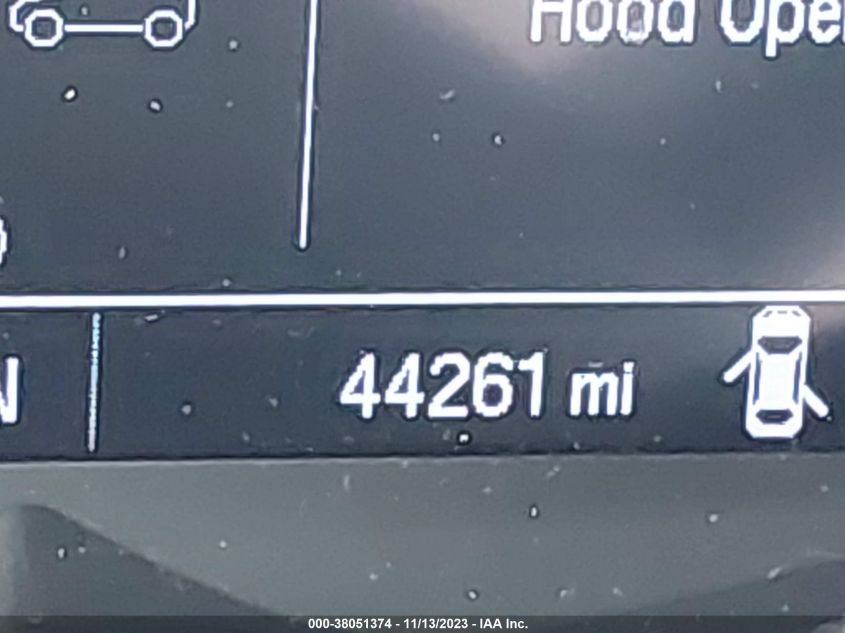 Hood Ope
N
44261 mi
000-38051374 - 11/13/2023 - IAA Inc.